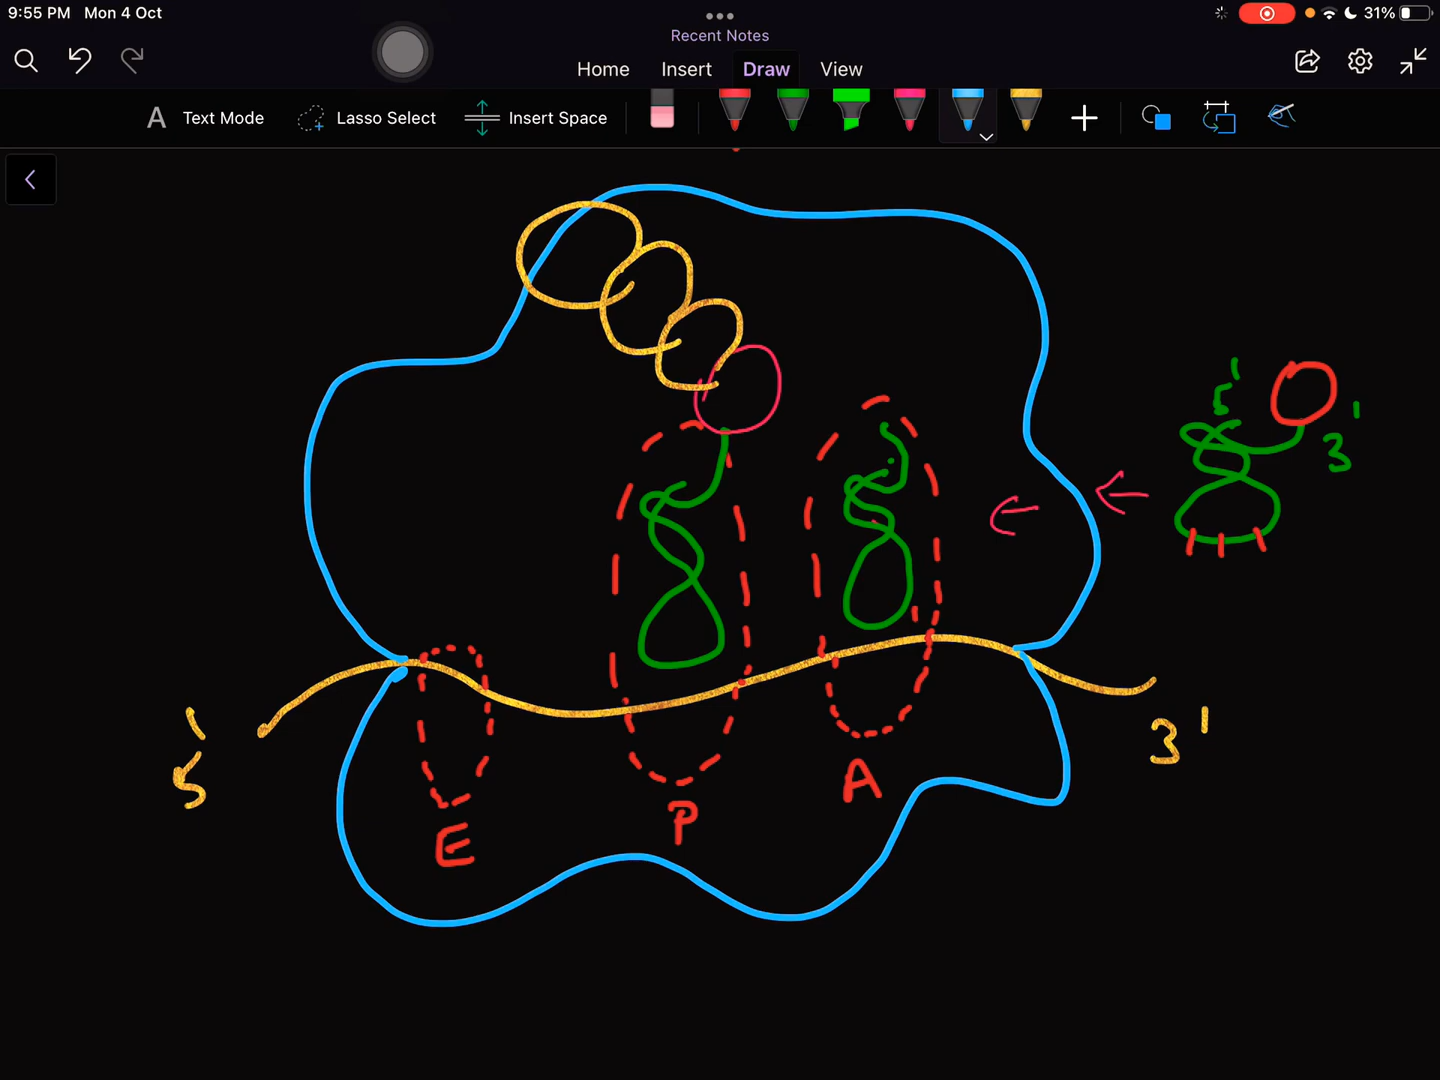 9:55 PM Mon 4 Oct
31%
Recent Notes
Home Insert Draw View
A Text Mode Lasso Select Insert Space
5'
3'
5'
3'
A
P
E